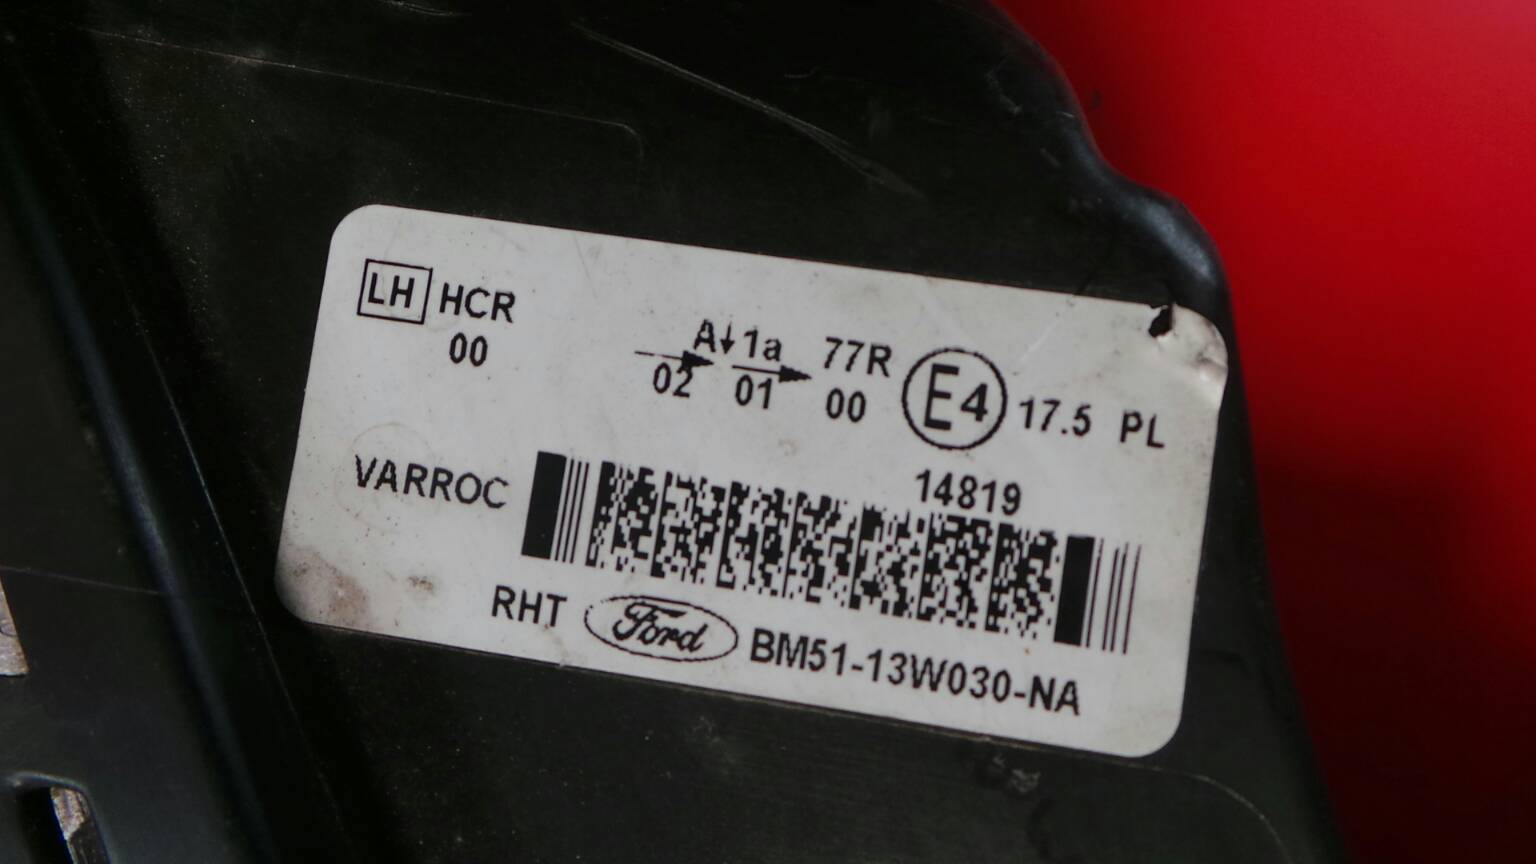 LH HCR
00
A↓1a 77R E4 17.5 PL
02 01 00
14819
VARROC
RHT Ford BM51-13W030-NA